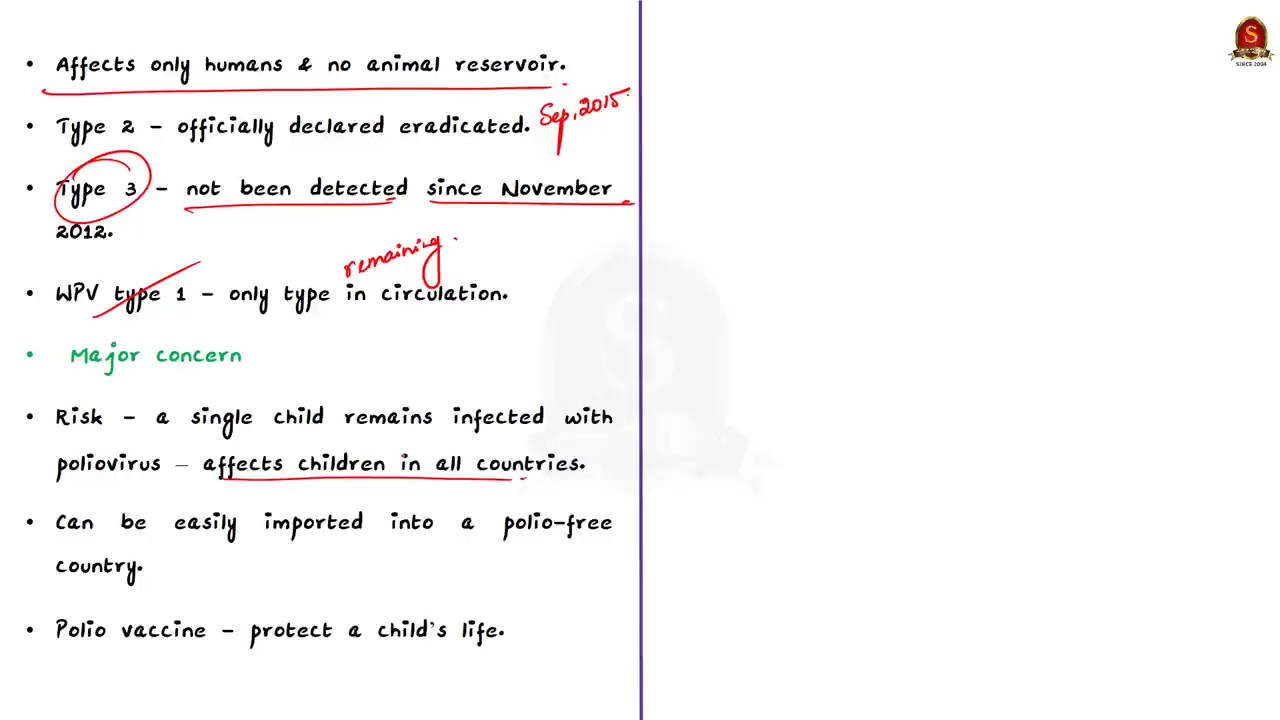 • Affects only humans & no animal reservoir.
• Type 2 - officially declared eradicated. Sep, 2015
• Type 3 - not been detected since November
2012.
remaining
• WPV type 1 - only type in circulation.
• Major concern
• Risk - a single child remains infected with
poliovirus – affects children in all countries.
• Can be easily imported into a polio-free
country.
• Polio vaccine - protect a child's life.
S
SINCE 2004